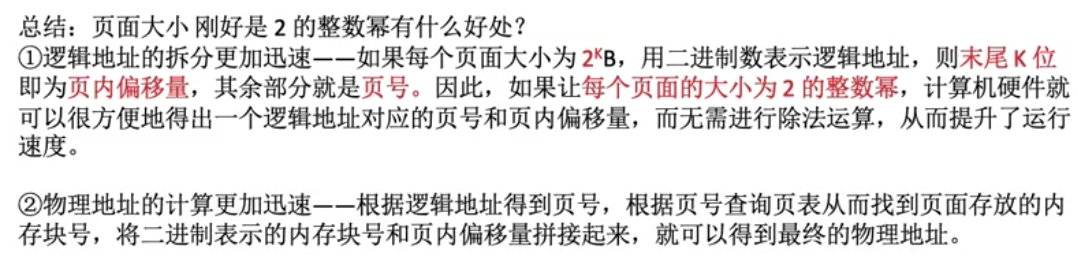 总结：页面大小 刚好是 2 的整数幂有什么好处？
①逻辑地址的拆分更加迅速——如果每个页面大小为 2ᴷB，用二进制数表示逻辑地址，则末尾 K 位
即为页内偏移量，其余部分就是页号。因此，如果让每个页面的大小为 2 的整数幂，计算机硬件就
可以很方便地得出一个逻辑地址对应的页号和页内偏移量，而无需进行除法运算，从而提升了运行
速度。
②物理地址的计算更加迅速——根据逻辑地址得到页号，根据页号查询页表从而找到页面存放的内
存块号，将二进制表示的内存块号和页内偏移量拼接起来，就可以得到最终的物理地址。